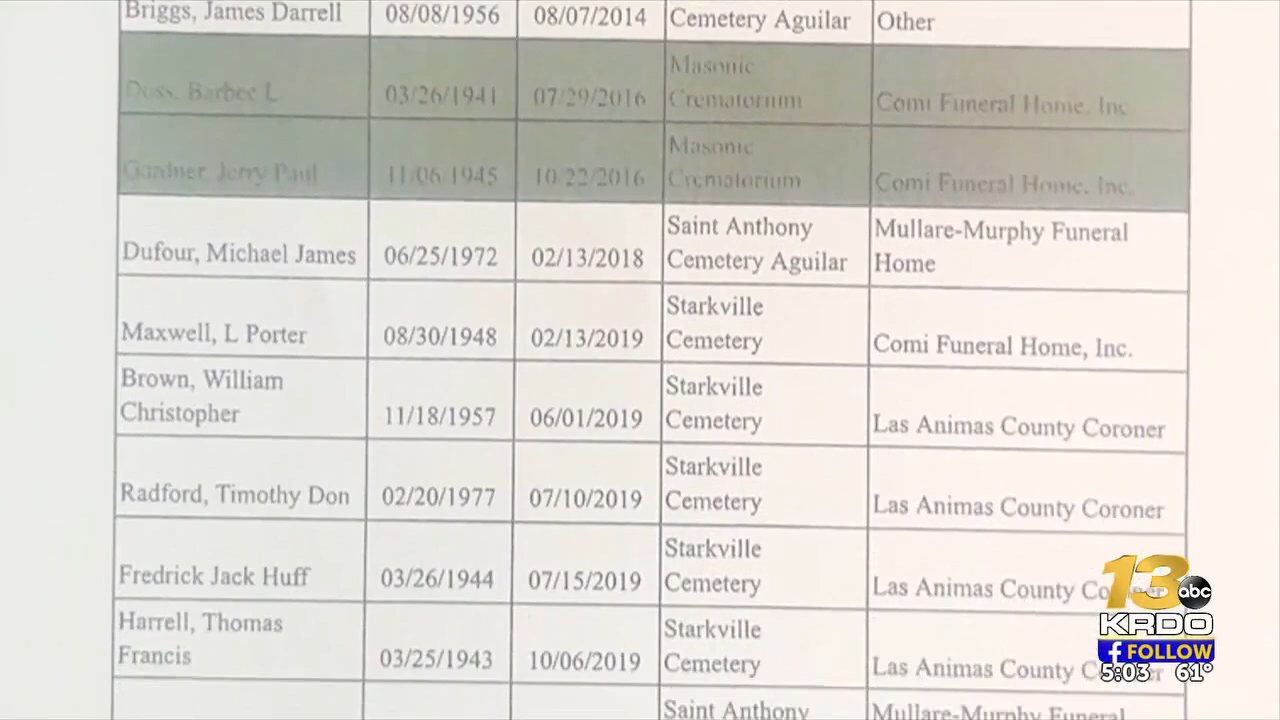 Briggs, James Darrell 08/08/1956 08/07/2014 Cemetery Aguilar Other
Masonic
Doss, Barbee L 03/26/1941 07/29/2016 Crematorium Comi Funeral Home, Inc.
Masonic
Gardner, Jerry Paul 11/06/1945 10/22/2016 Crematorium Comi Funeral Home, Inc.
Saint Anthony Mullare-Murphy Funeral
Dufour, Michael James 06/25/1972 02/13/2018 Cemetery Aguilar Home
Starkville
Maxwell, L Porter 08/30/1948 02/13/2019 Cemetery Comi Funeral Home, Inc.
Brown, William Starkville
Christopher 11/18/1957 06/01/2019 Cemetery Las Animas County Coroner
Starkville
Radford, Timothy Don 02/20/1977 07/10/2019 Cemetery Las Animas County Coroner
Starkville
Fredrick Jack Huff 03/26/1944 07/15/2019 Cemetery Las Animas County Coroner
Harrell, Thomas Starkville
Francis 03/25/1943 10/06/2019 Cemetery Las Animas County Coroner
Saint Anthony Mullare-Murphy Funeral
13 abc
KRDO
f FOLLOW
5:03 61°